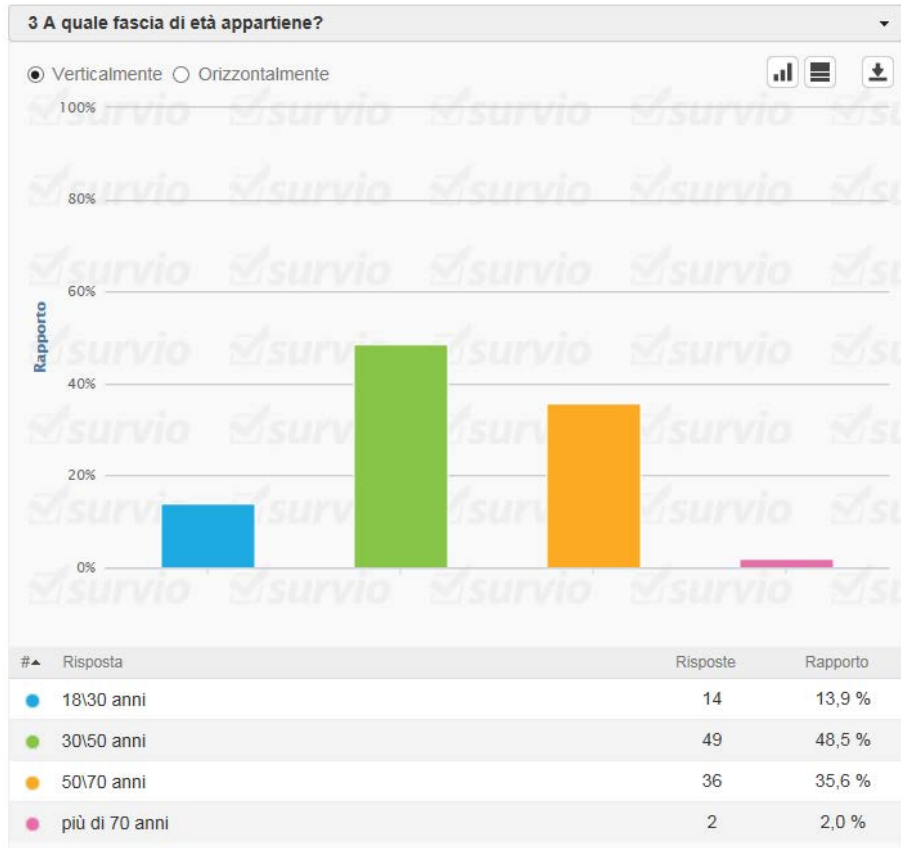 3 A quale fascia di età appartiene?
Verticalmente Orizzontalmente
100%
80%
60%
40%
20%
0%
Rapporto
survio
#
Risposta Risposte Rapporto
18\30 anni 14 13,9 %
30\50 anni 49 48,5 %
50\70 anni 36 35,6 %
più di 70 anni 2 2,0 %